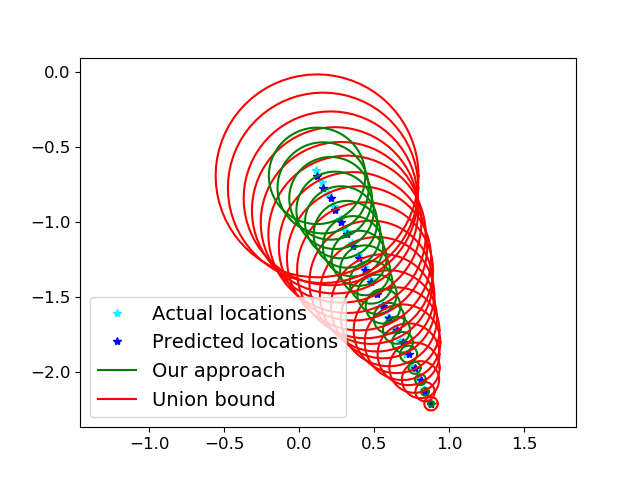 0.0
−0.5
−1.0
−1.5
−2.0
Actual locations
Predicted locations
Our approach
Union bound
−1.0 −0.5 0.0 0.5 1.0 1.5